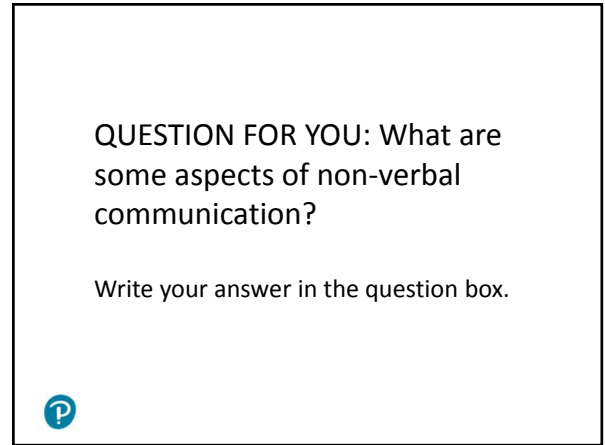 QUESTION FOR YOU: What are
some aspects of non-verbal
communication?
Write your answer in the question box.